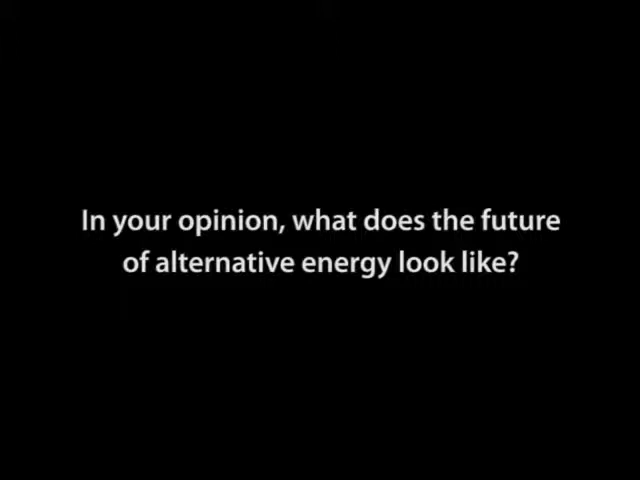 In your opinion, what does the future
of alternative energy look like?